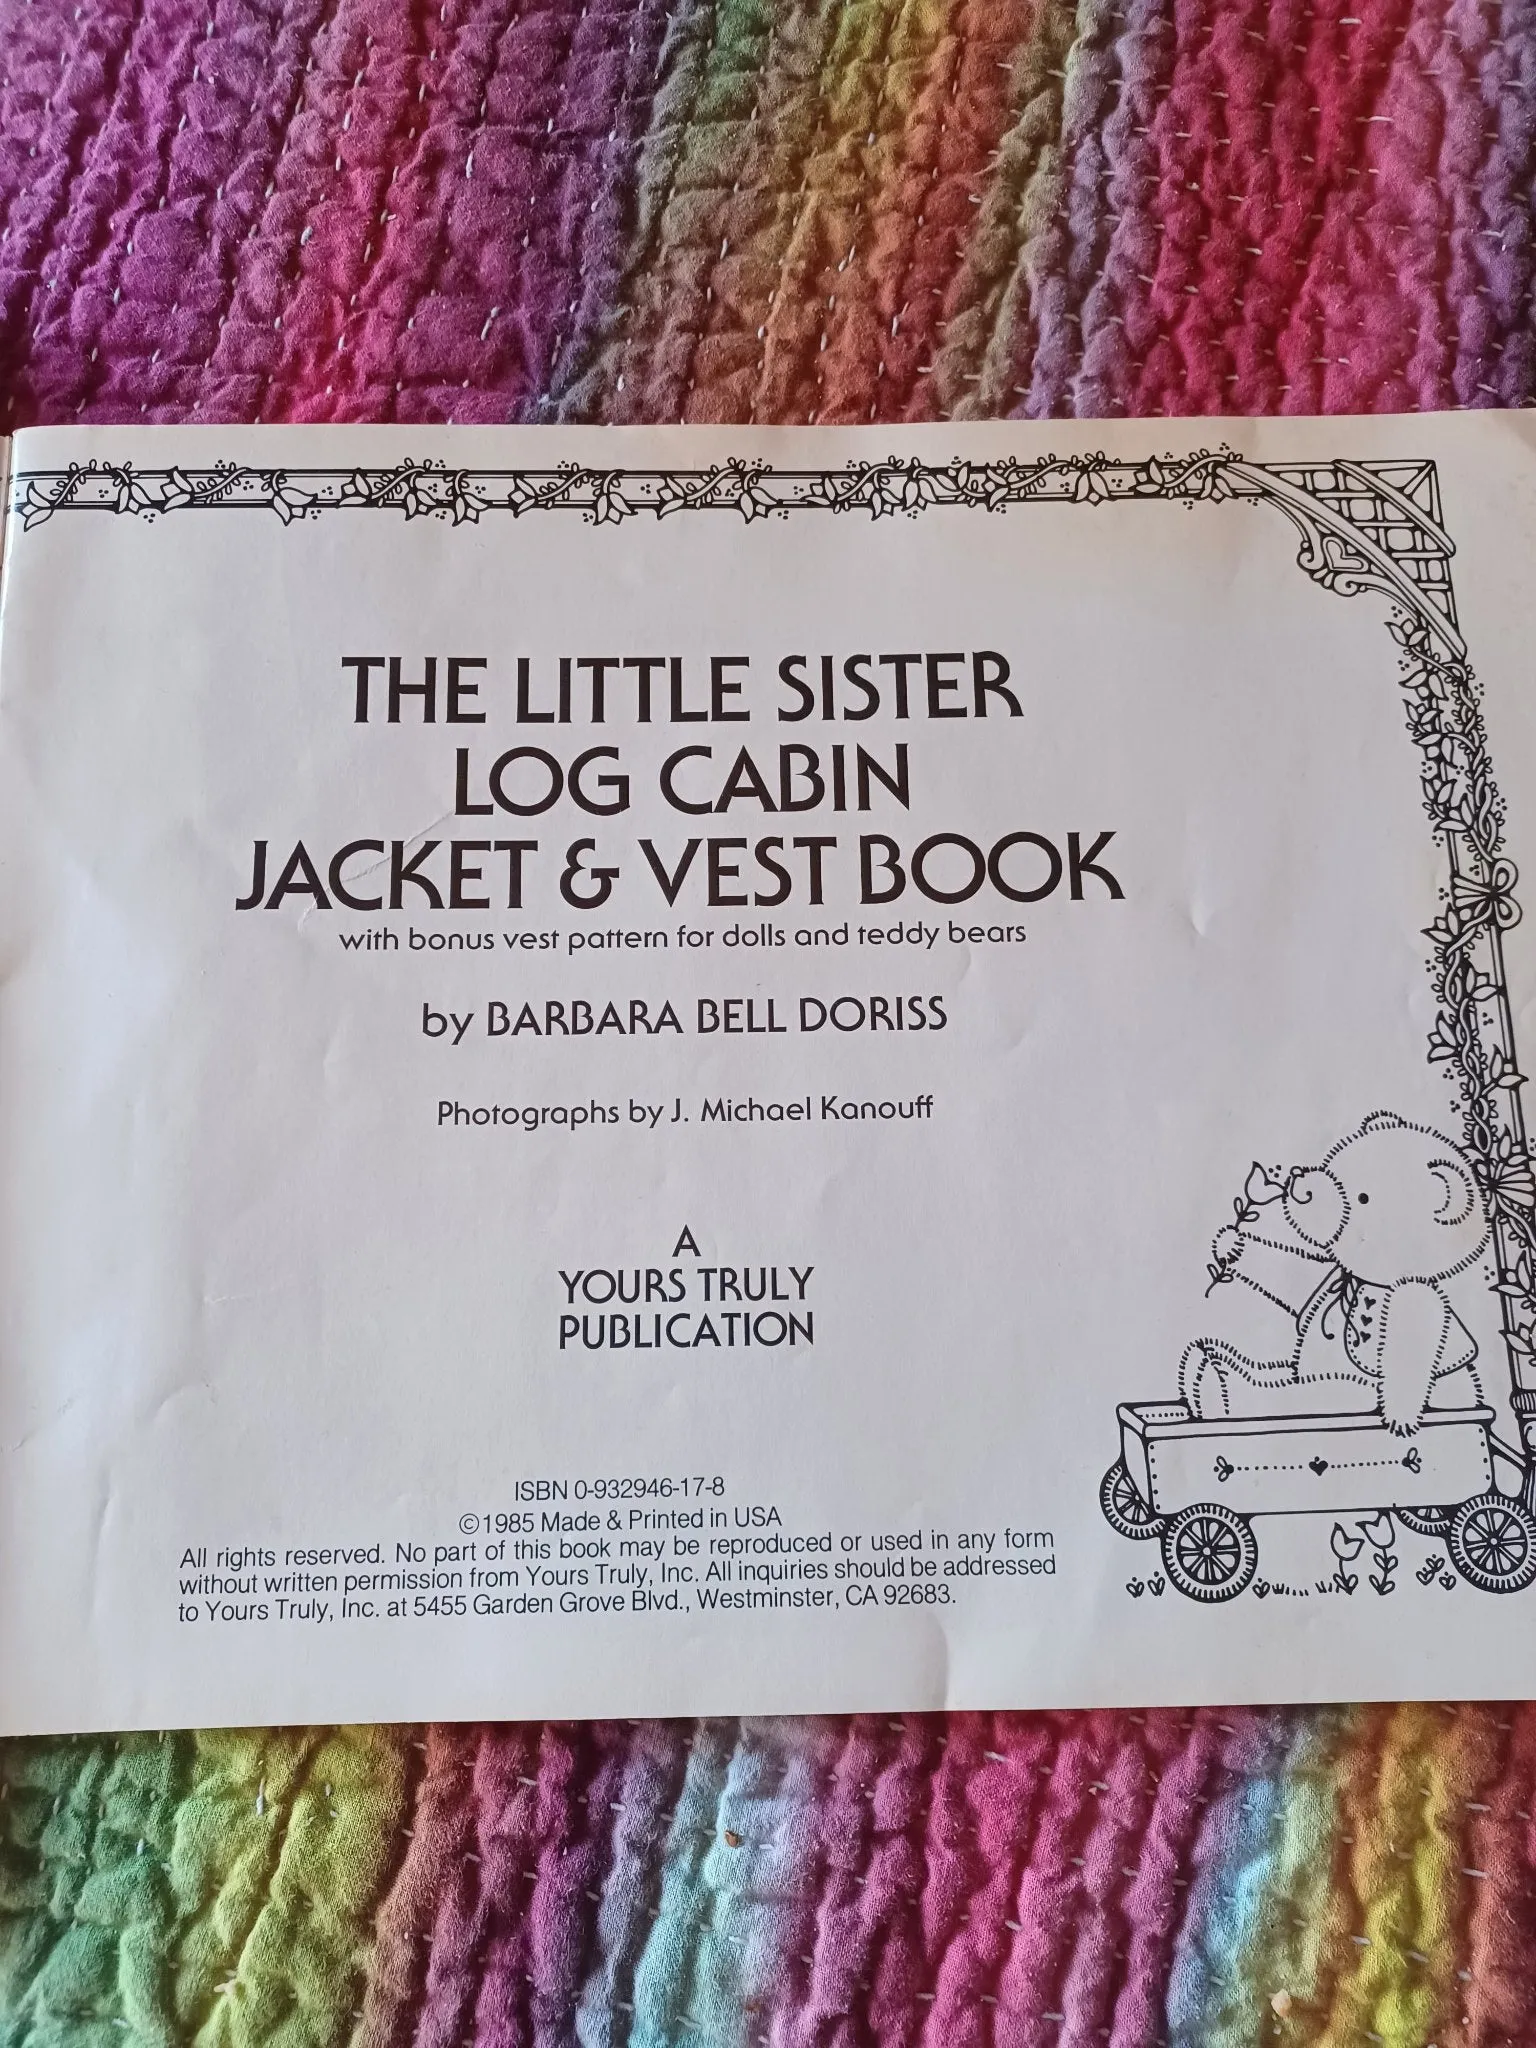 THE LITTLE SISTER
LOG CABIN
JACKET & VEST BOOK
with bonus vest pattern for dolls and teddy bears
by BARBARA BELL DORISS
Photographs by J. Michael Kanouff
A
YOURS TRULY
PUBLICATION
ISBN 0-932946-17-8
©1985 Made & Printed in USA
All rights reserved. No part of this book may be reproduced or used in any form
without written permission from Yours Truly, Inc. All inquiries should be addressed
to Yours Truly, Inc. at 5455 Garden Grove Blvd., Westminster, CA 92683.